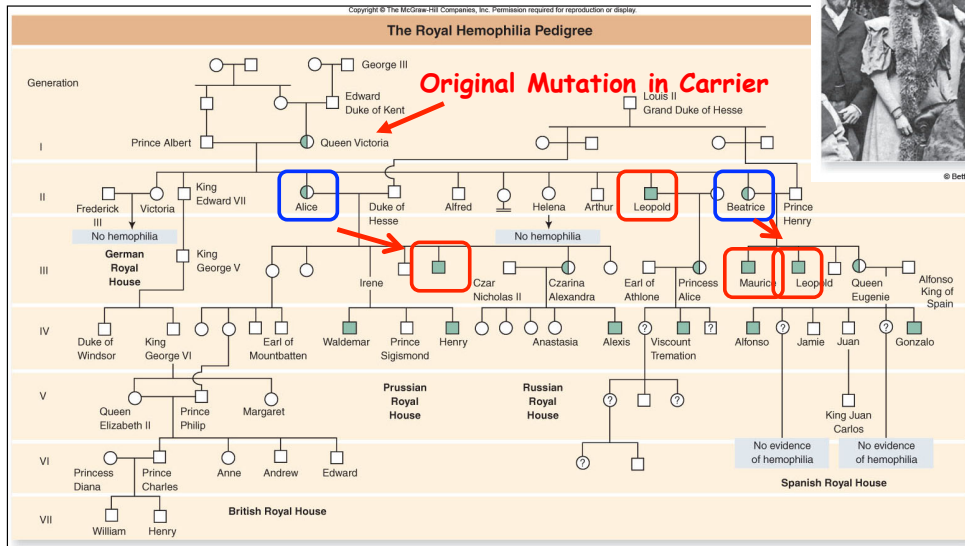 Copyright © The McGraw-Hill Companies, Inc. Permission required for reproduction or display.
The Royal Hemophilia Pedigree
Generation
George III
Original Mutation in Carrier
Edward
Duke of Kent
Louis II
Grand Duke of Hesse
I
Prince Albert
Queen Victoria
© Bett
II
Frederick
III
Victoria
King
Edward VII
Alice
Duke of
Hesse
Alfred
Helena
Arthur
Leopold
Beatrice
Prince
Henry
No hemophilia
No hemophilia
German
Royal
House
III
King
George V
Irene
Czar
Nicholas II
Czarina
Alexandra
Earl of
Athlone
Princess
Alice
Maurice
Leopold
Queen
Eugenie
Alfonso
King of
Spain
IV
Duke of
Windsor
King
George VI
Earl of
Mountbatten
Waldemar
Prince
Sigismond
Henry
Anastasia
Alexis
?
Viscount
Tremation
?
Alfonso
?
Jamie
Juan
?
Gonzalo
V
Queen
Elizabeth II
Prince
Philip
Margaret
Prussian
Royal
House
Russian
Royal
House
?
?
King Juan
Carlos
No evidence
of hemophilia
No evidence
of hemophilia
VI
Princess
Diana
Prince
Charles
Anne
Andrew
Edward
?
Spanish Royal House
VII
William
Henry
British Royal House